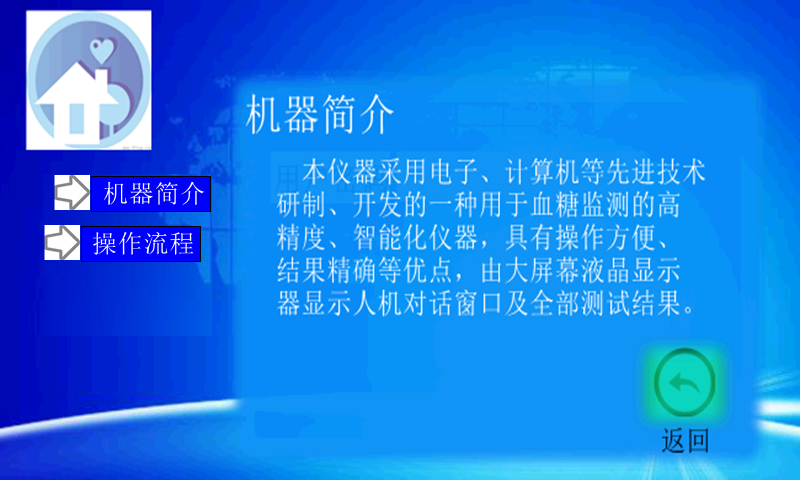 机器简介
机器简介
操作流程
本仪器采用电子、计算机等先进技术
研制、开发的一种用于血糖监测的高
精度、智能化仪器，具有操作方便、
结果精确等优点，由大屏幕液晶显示
器显示人机对话窗口及全部测试结果。
返回